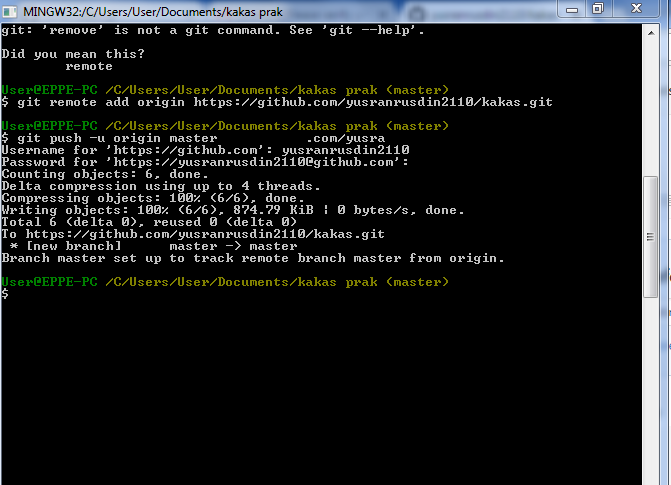 MINGW32:/C/Users/User/Documents/kakas prak
git: 'remove' is not a git command. See 'git --help'.
Did you mean this?
remote
User@EPPE-PC /C/Users/User/Documents/kakas prak (master)
$ git remote add origin https://github.com/yusranrusdin2110/kakas.git
User@EPPE-PC /C/Users/User/Documents/kakas prak (master)
$ git push -u origin master .com/yusra
Username for 'https://github.com': yusranrusdin2110
Password for 'https://yusranrusdin2110@github.com':
Counting objects: 6, done.
Delta compression using up to 4 threads.
Compressing objects: 100% (6/6), done.
Writing objects: 100% (6/6), 874.79 KiB ¦ 0 bytes/s, done.
Total 6 (delta 0), reused 0 (delta 0)
To https://github.com/yusranrusdin2110/kakas.git
* [new branch] master -> master
Branch master set up to track remote branch master from origin.
User@EPPE-PC /C/Users/User/Documents/kakas prak (master)
$